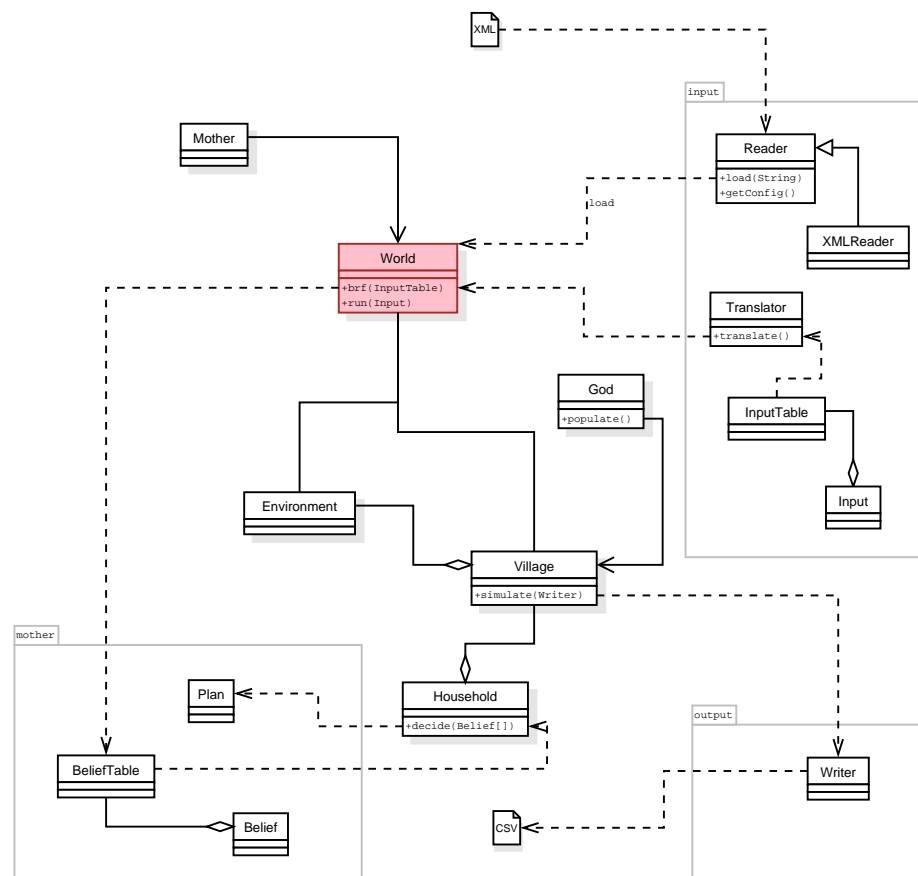 XML
input
Mother
Reader
+load(String)
+getConfig()
load
XMLReader
World
+brf(InputTable)
+run(Input)
Translator
+translate()
God
+populate()
InputTable
Input
Environment
Village
+simulate(Writer)
mother
Plan
Household
+decide(Belief[])
output
BeliefTable
Writer
Belief
CSV